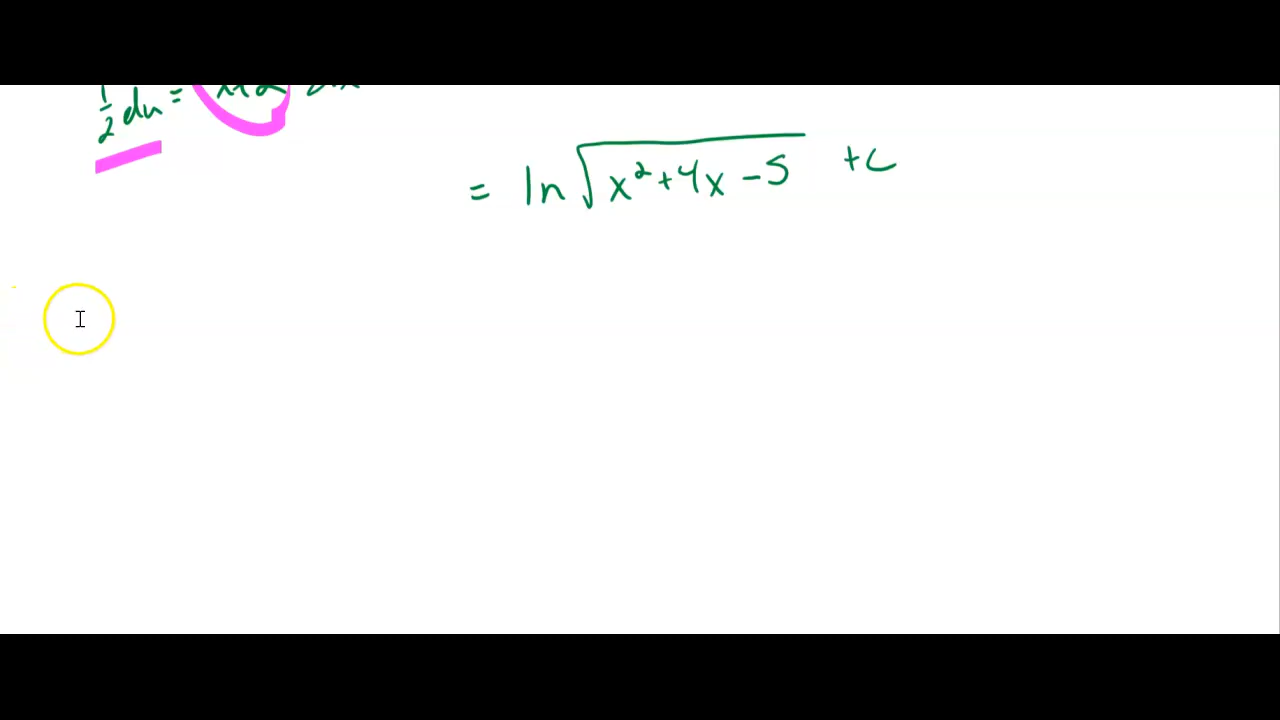 ½ du =
= ln √(x² + 4x - 5) + C